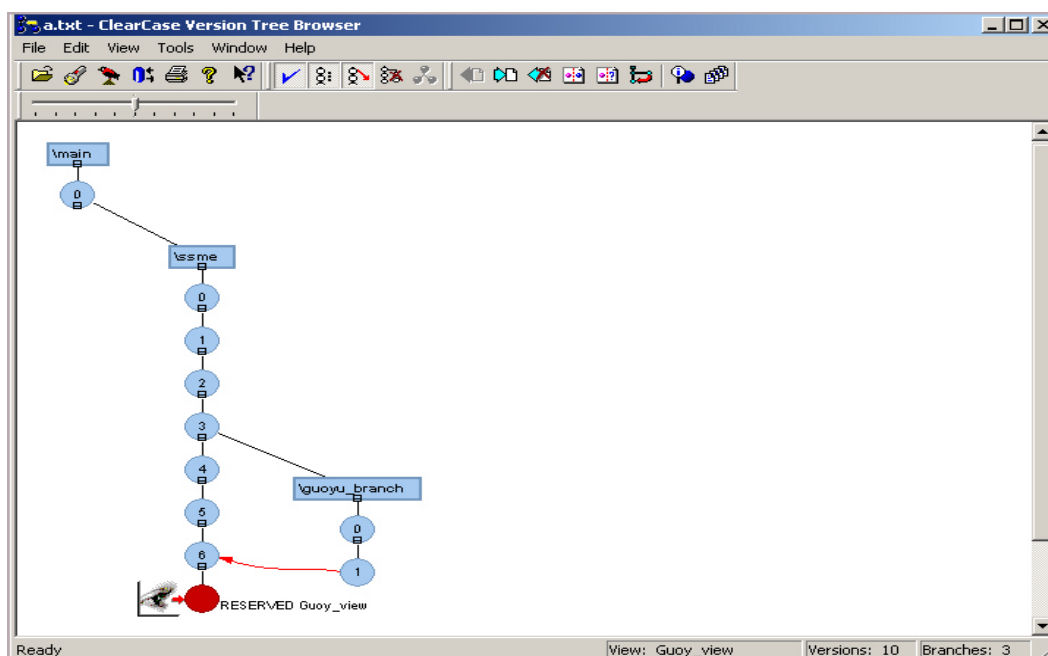 a.txt - ClearCase Version Tree Browser
File Edit View Tools Window Help
\main
0
\ssme
0
1
2
3
4
\guoyu_branch
5
0
6
1
RESERVED Guoy_view
Ready View: Guoy_view Versions: 10 Branches: 3